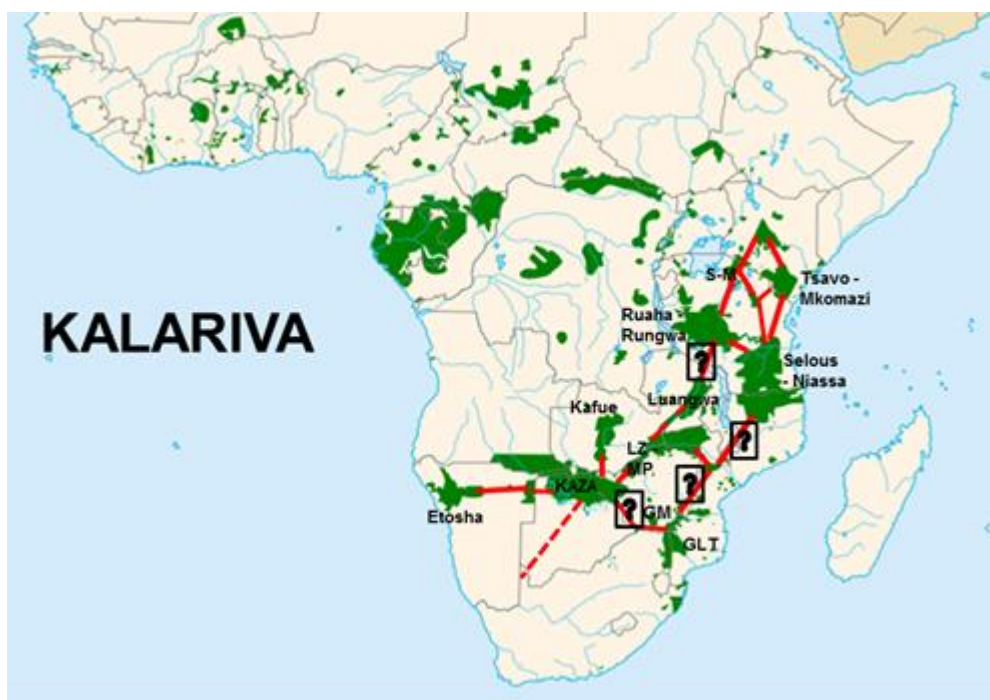 KALARIVA
S-M
Tsavo -
Mkomazi
Ruaha -
Rungwa
?
Selous
- Niassa
Luangwa
Kafue
?
LZ
MP
?
KAZA
?
GM
Etosha
GLT